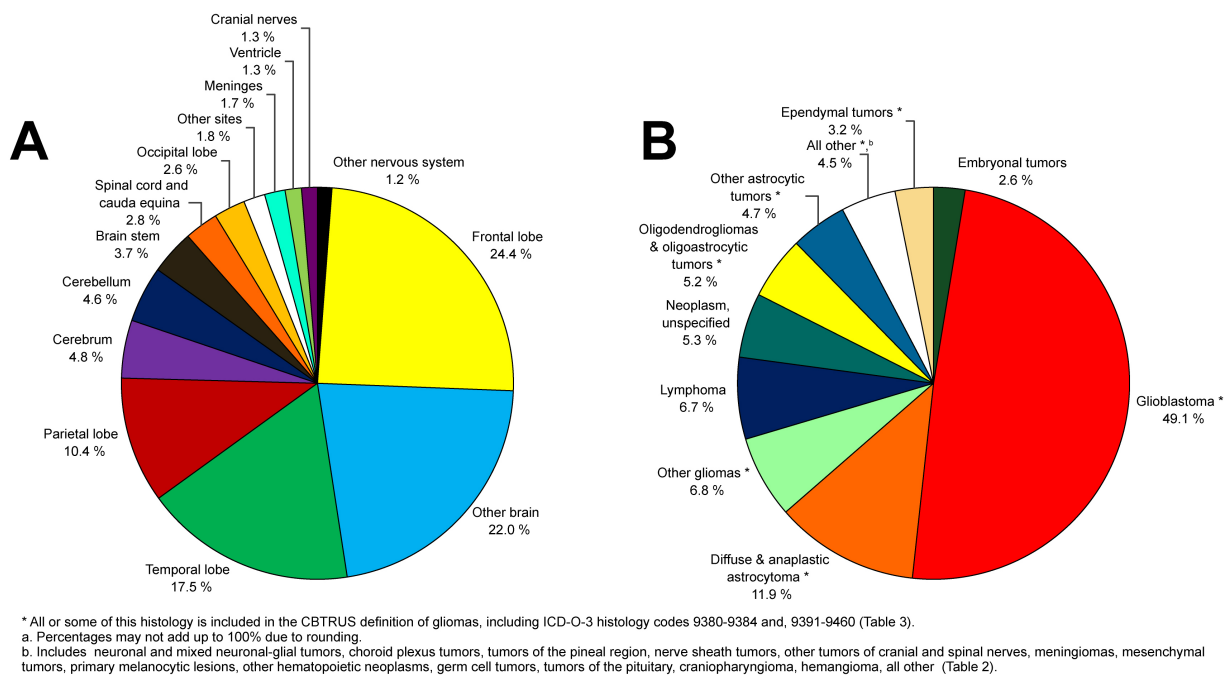 Cranial nerves
1.3 %
Ventricle
1.3 %
Meninges
1.7 %
Other sites
1.8 %
Occipital lobe
2.6 %
Spinal cord and
cauda equina
2.8 %
Brain stem
3.7 %
Cerebellum
4.6 %
Cerebrum
4.8 %
Parietal lobe
10.4 %
Temporal lobe
17.5 %
Other brain
22.0 %
Frontal lobe
24.4 %
Other nervous system
1.2 %
A
B
Ependymal tumors *
3.2 %
All other *,b
4.5 %
Other astrocytic
tumors *
4.7 %
Oligodendrogliomas
& oligoastrocytic
tumors *
5.2 %
Neoplasm,
unspecified
5.3 %
Lymphoma
6.7 %
Other gliomas *
6.8 %
Diffuse & anaplastic
astrocytoma *
11.9 %
Glioblastoma *
49.1 %
Embryonal tumors
2.6 %
* All or some of this histology is included in the CBTRUS definition of gliomas, including ICD-O-3 histology codes 9380-9384 and, 9391-9460 (Table 3).
a. Percentages may not add up to 100% due to rounding.
b. Includes  neuronal and mixed neuronal-glial tumors, choroid plexus tumors, tumors of the pineal region, nerve sheath tumors, other tumors of cranial and spinal nerves, meningiomas, mesenchymal
tumors, primary melanocytic lesions, other hematopoietic neoplasms, germ cell tumors, tumors of the pituitary, craniopharyngioma, hemangioma, all other  (Table 2).